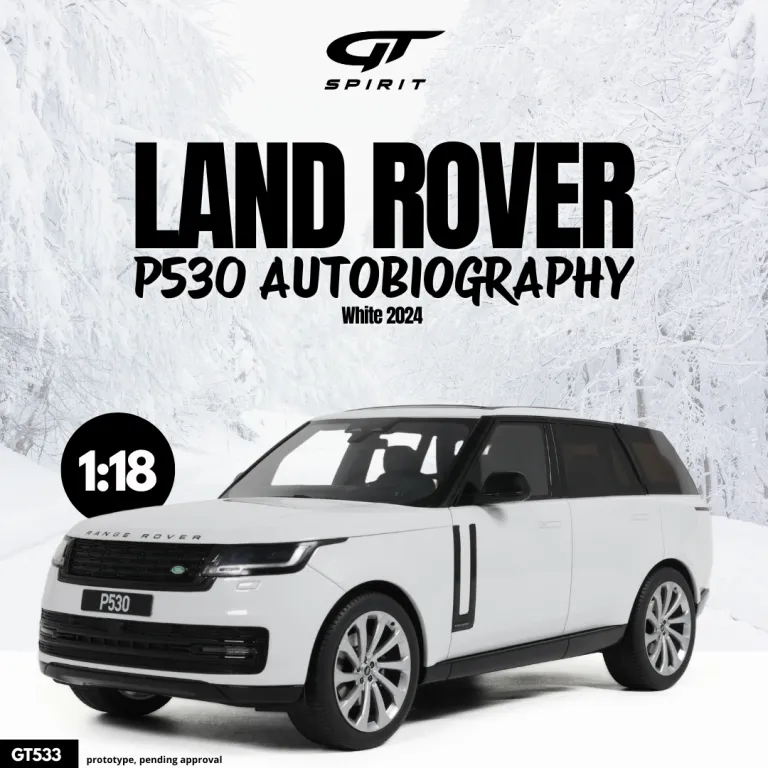 GT
SPIRIT
LAND ROVER
P530 AUTOBIOGRAPHY
White 2024
1:18
RANGE ROVER
P530
GT533
prototype, pending approval